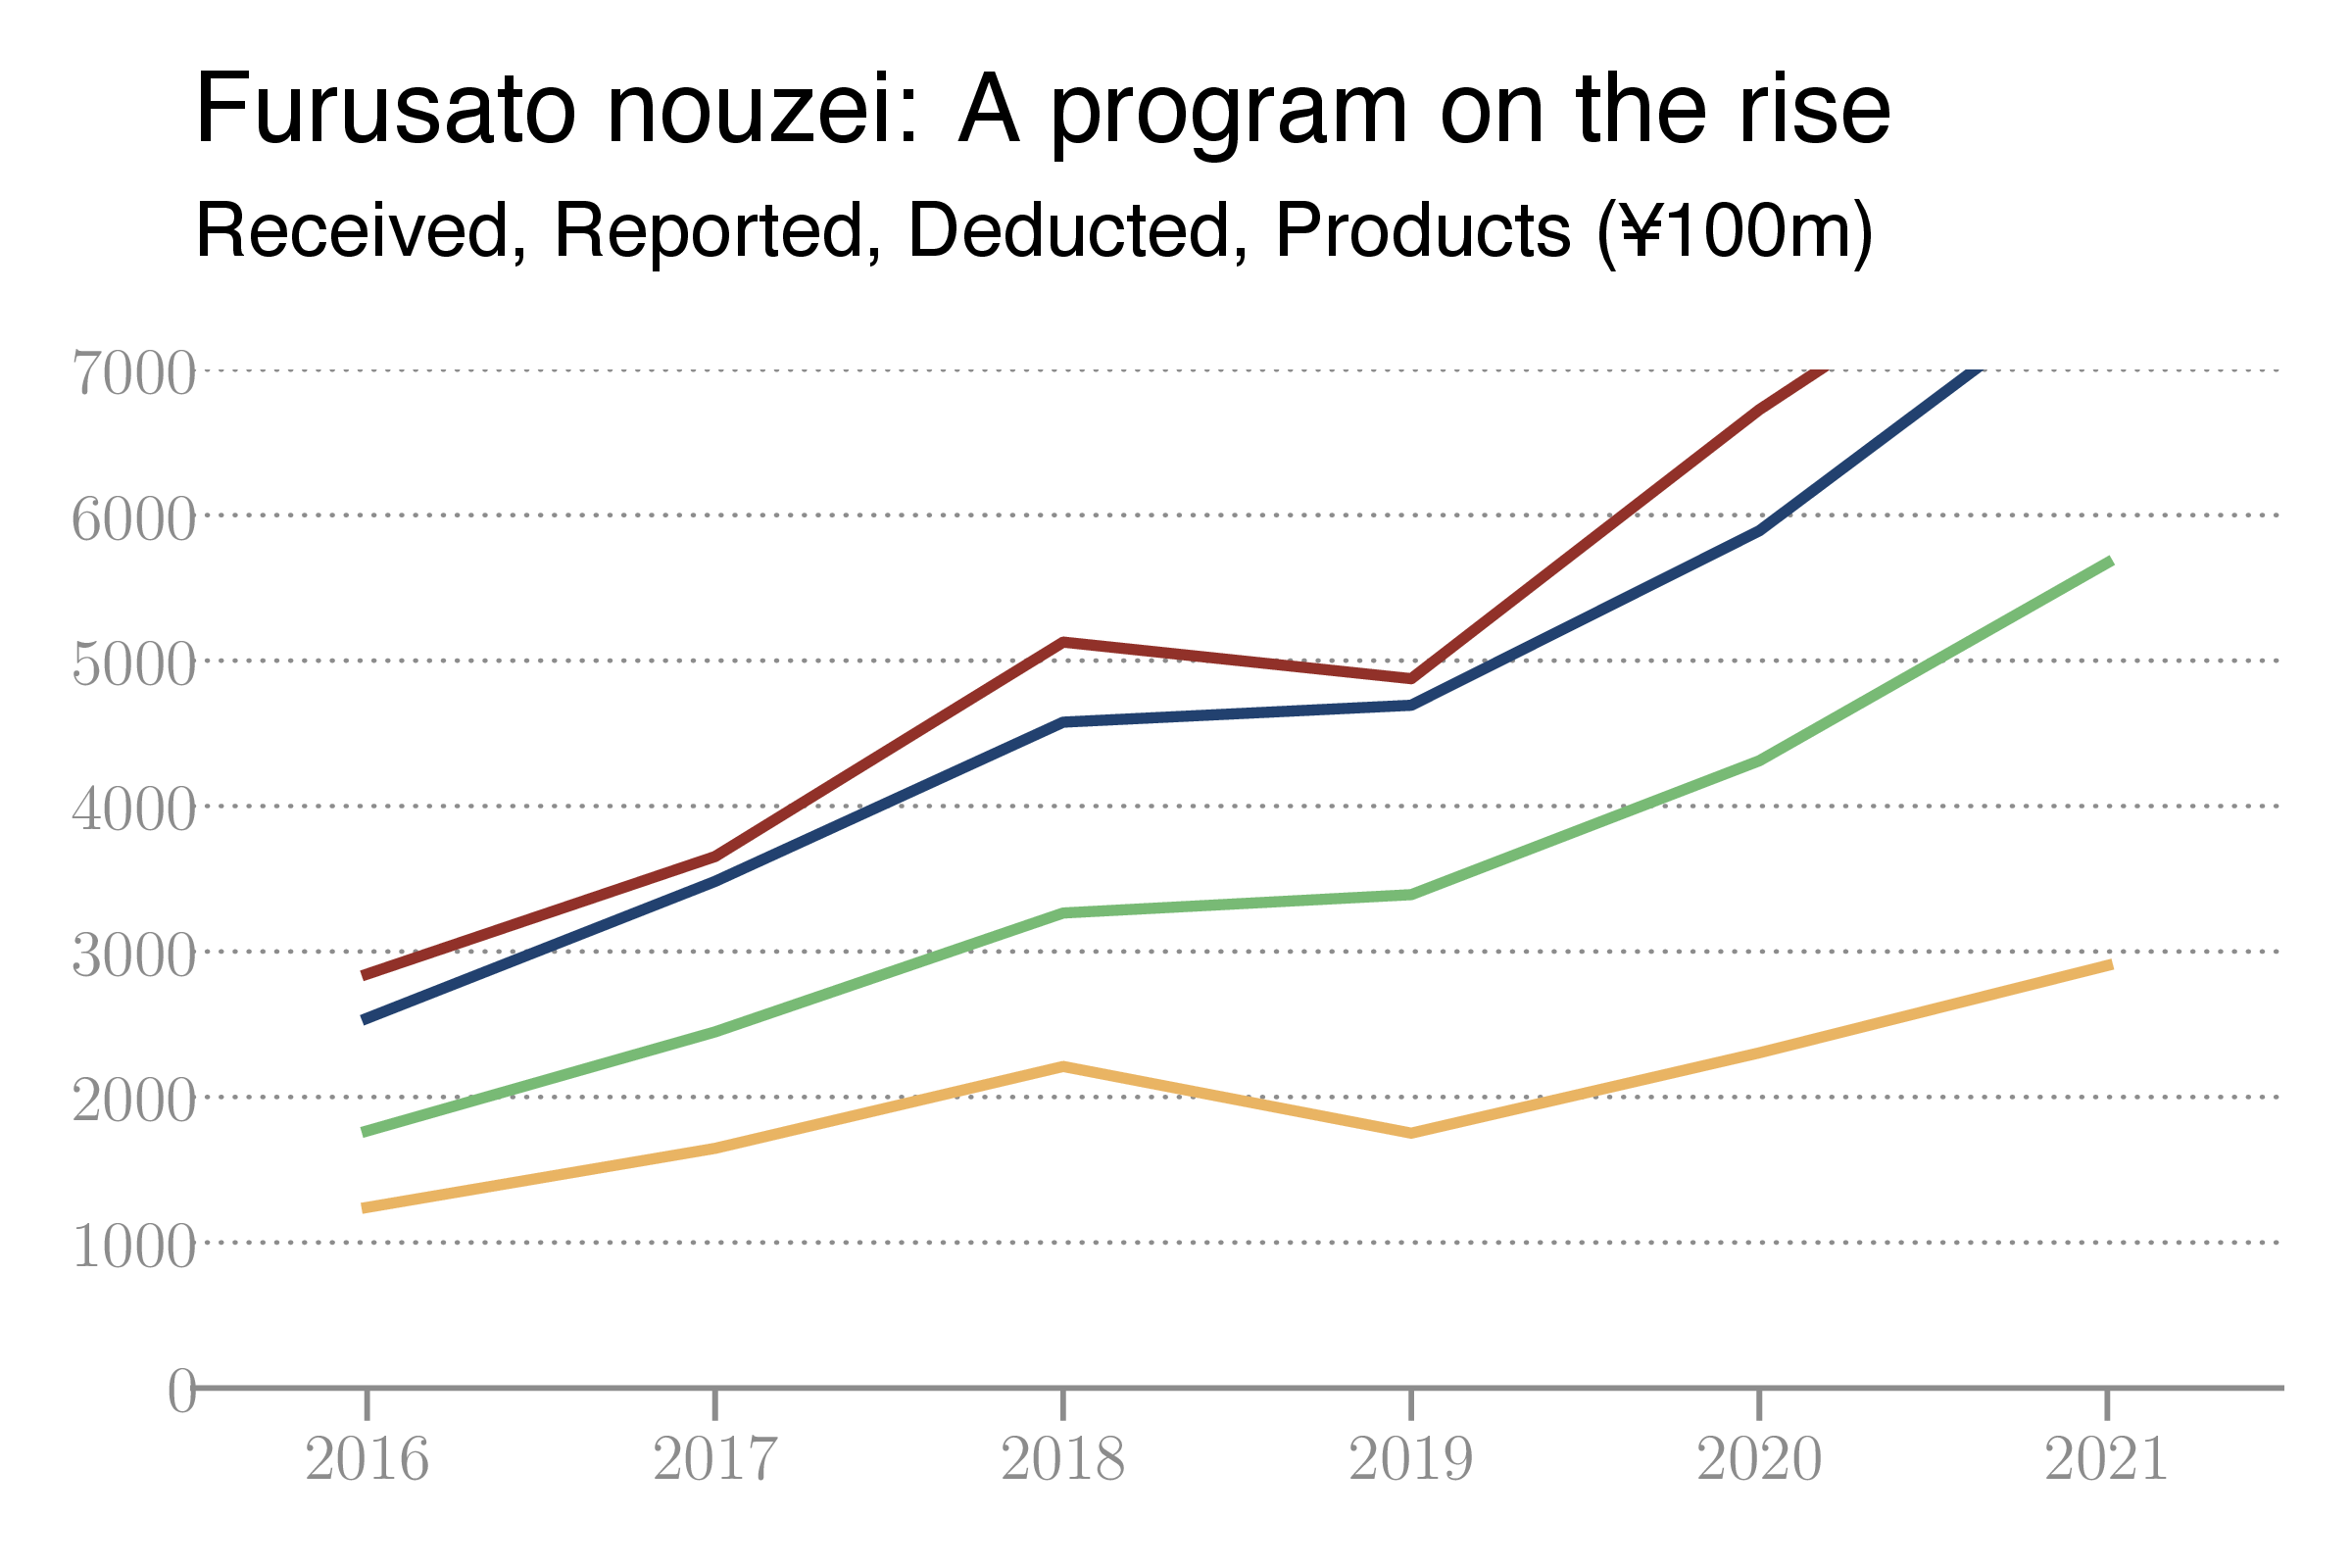 Furusato nouzei: A program on the rise
Received, Reported, Deducted, Products (¥100m)
7000
6000
5000
4000
3000
2000
1000
0
2016 2017 2018 2019 2020 2021